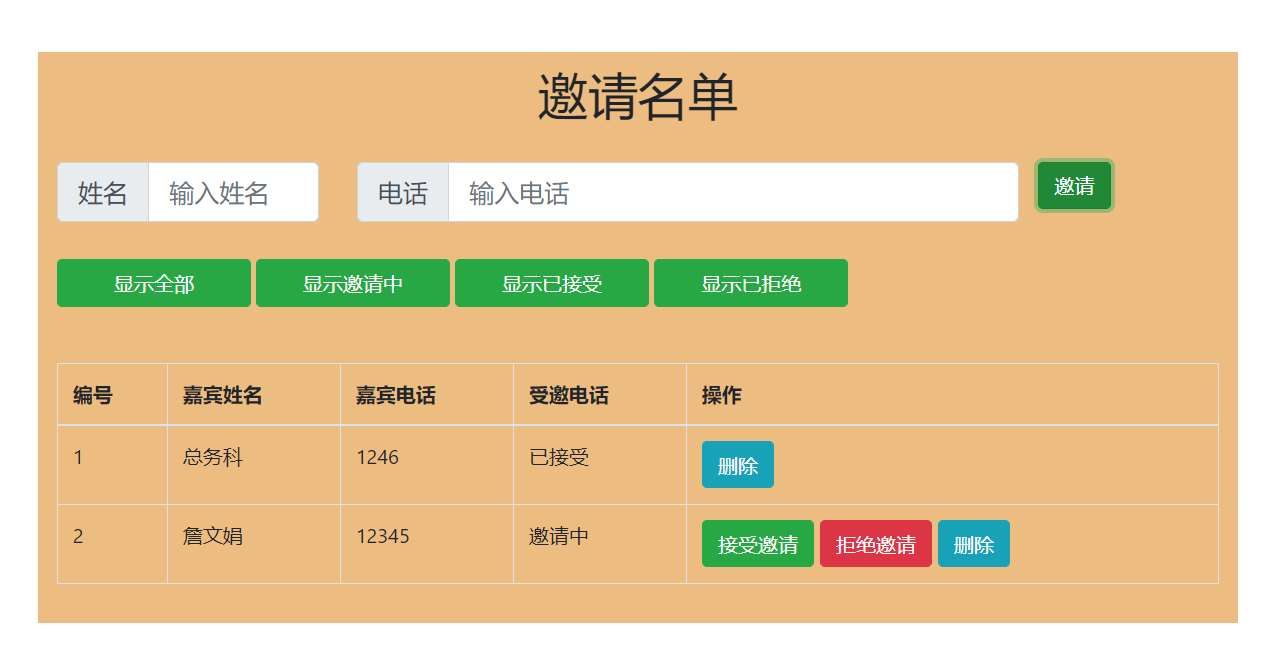 邀请名单
姓名 输入姓名 电话 输入电话 邀请
显示全部 显示邀请中 显示已接受 显示已拒绝
编号 嘉宾姓名 嘉宾电话 受邀电话 操作
1 总务科 1246 已接受 删除
2 詹文娟 12345 邀请中 接受邀请 拒绝邀请 删除